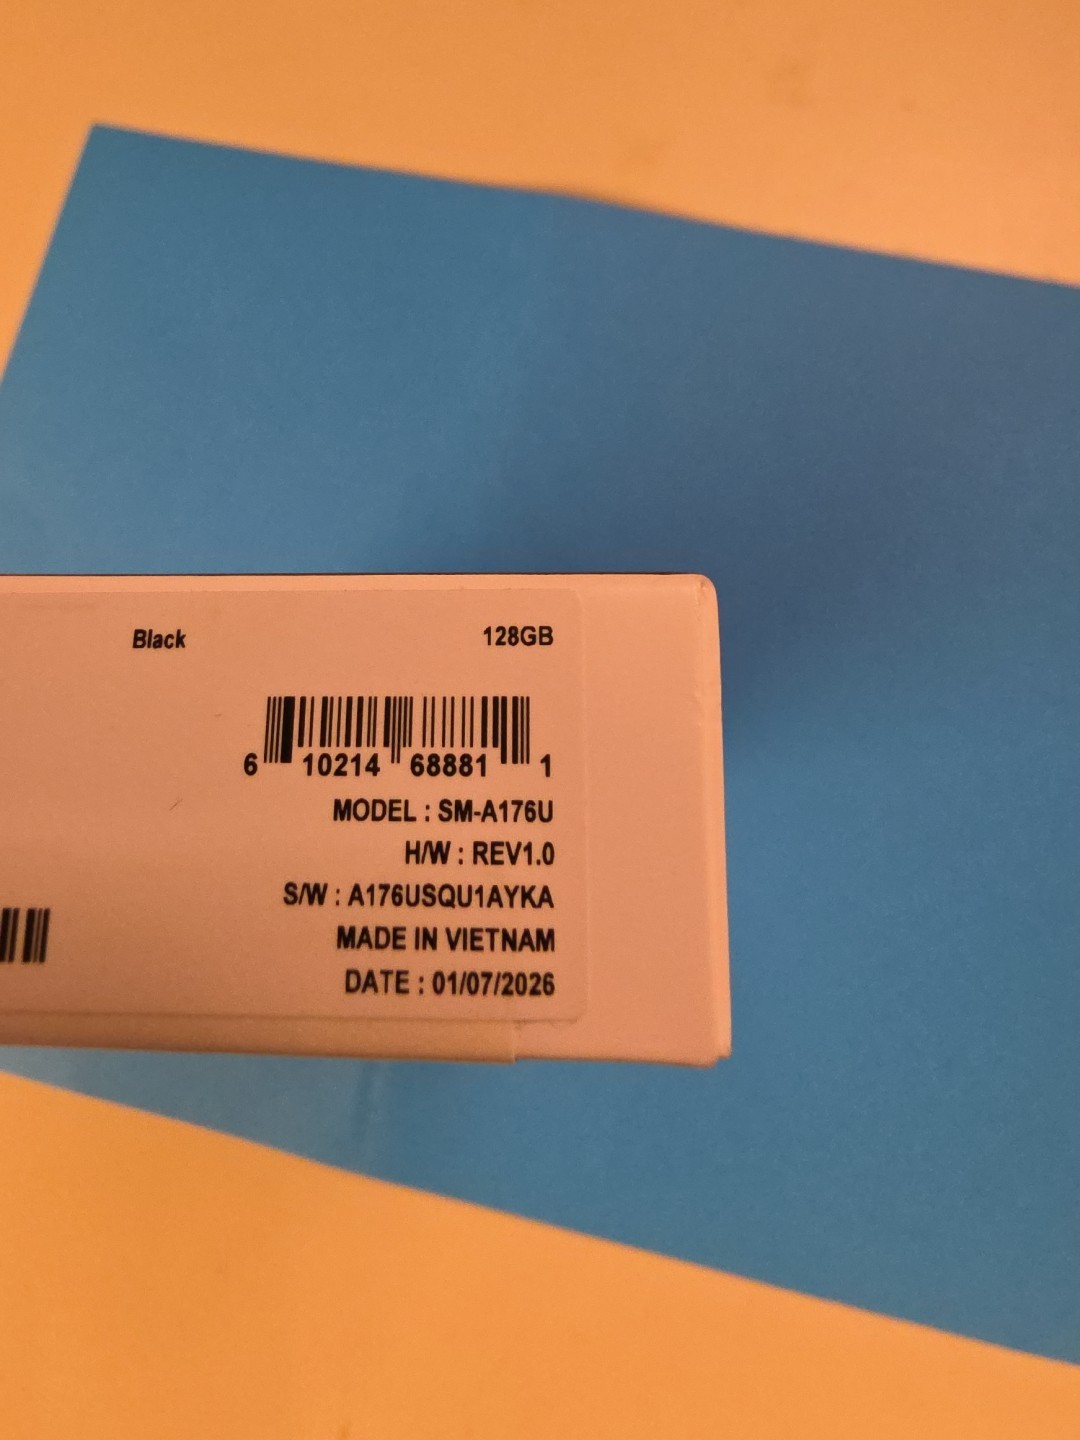 Black 128GB
6 10214 68881 1
MODEL : SM-A176U
H/W : REV1.0
S/W : A176USQU1AYKA
MADE IN VIETNAM
DATE : 01/07/2026